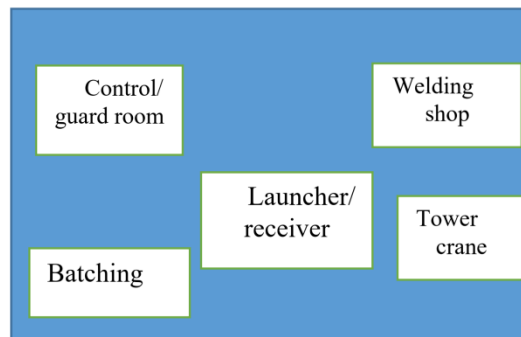 Control/
guard room
Welding
shop
Launcher/
receiver
Tower
crane
Batching